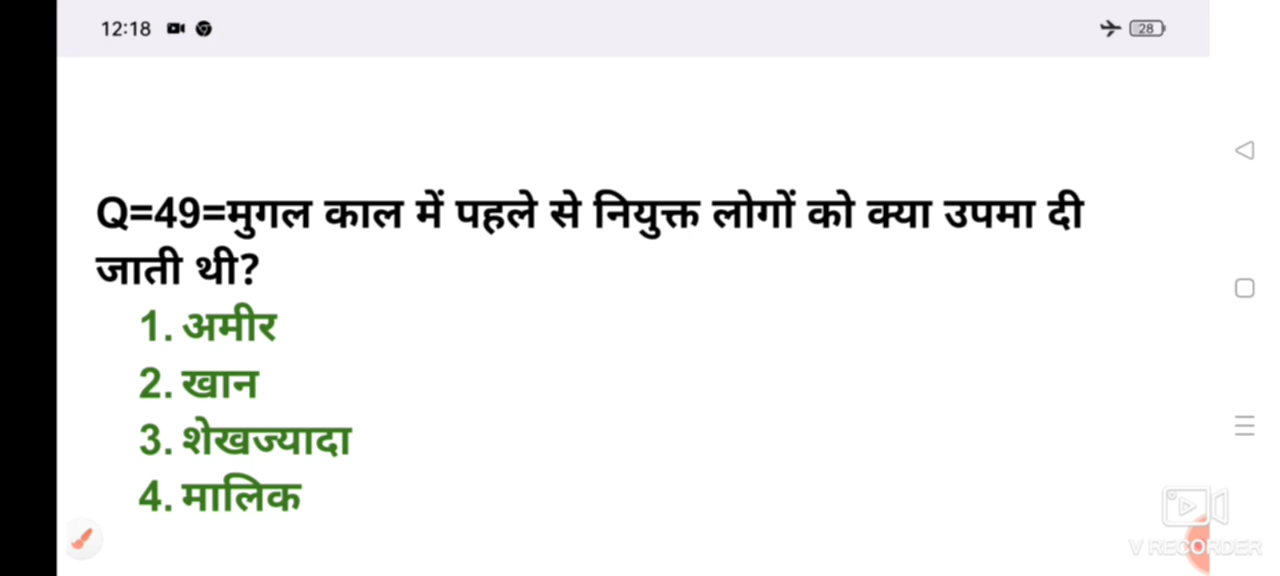 12:18
28
Q=49=मुगल काल में पहले से नियुक्त लोगों को क्या उपमा दी
जाती थी?
1. अमीर
2. खान
3. शेखज्यादा
4. मालिक
V RECORDER